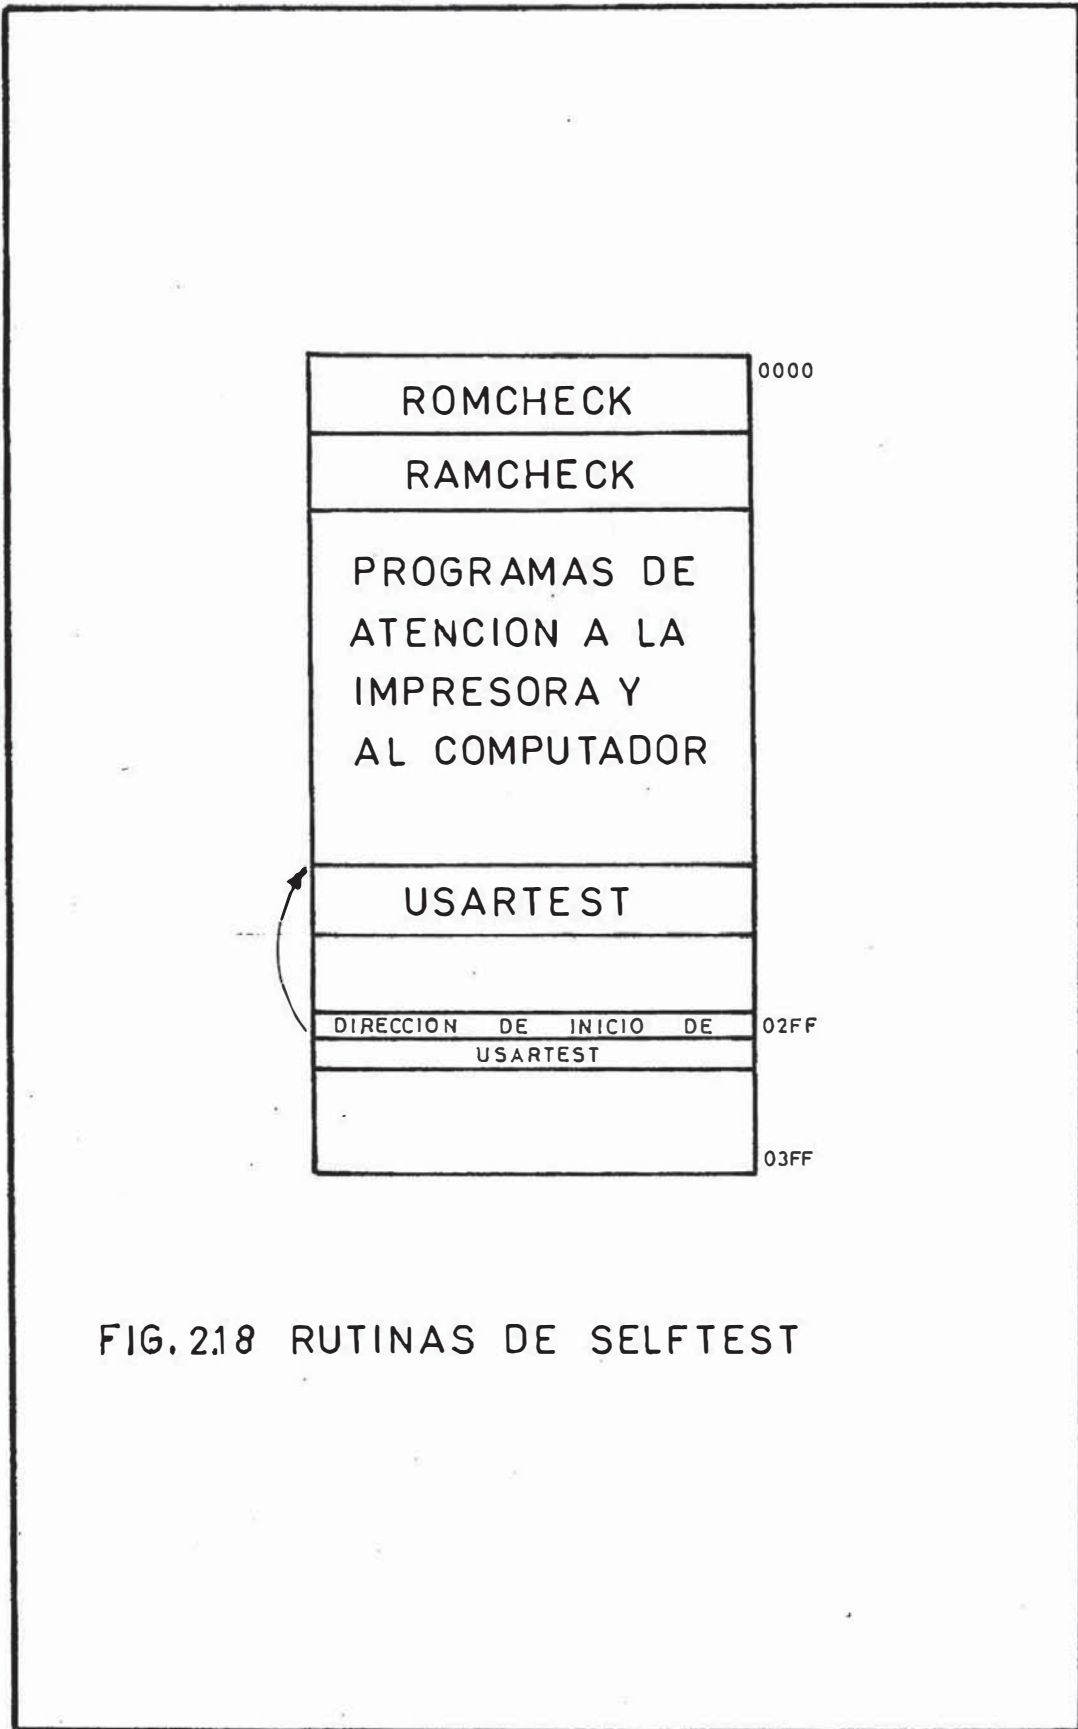 0000
ROMCHECK
RAMCHECK
PROGRAMAS DE
ATENCION A LA
IMPRESORA Y
AL COMPUTADOR
USARTEST
DIRECCION DE INICIO DE 02FF
USARTEST
03FF
FIG. 2.18 RUTINAS DE SELFTEST